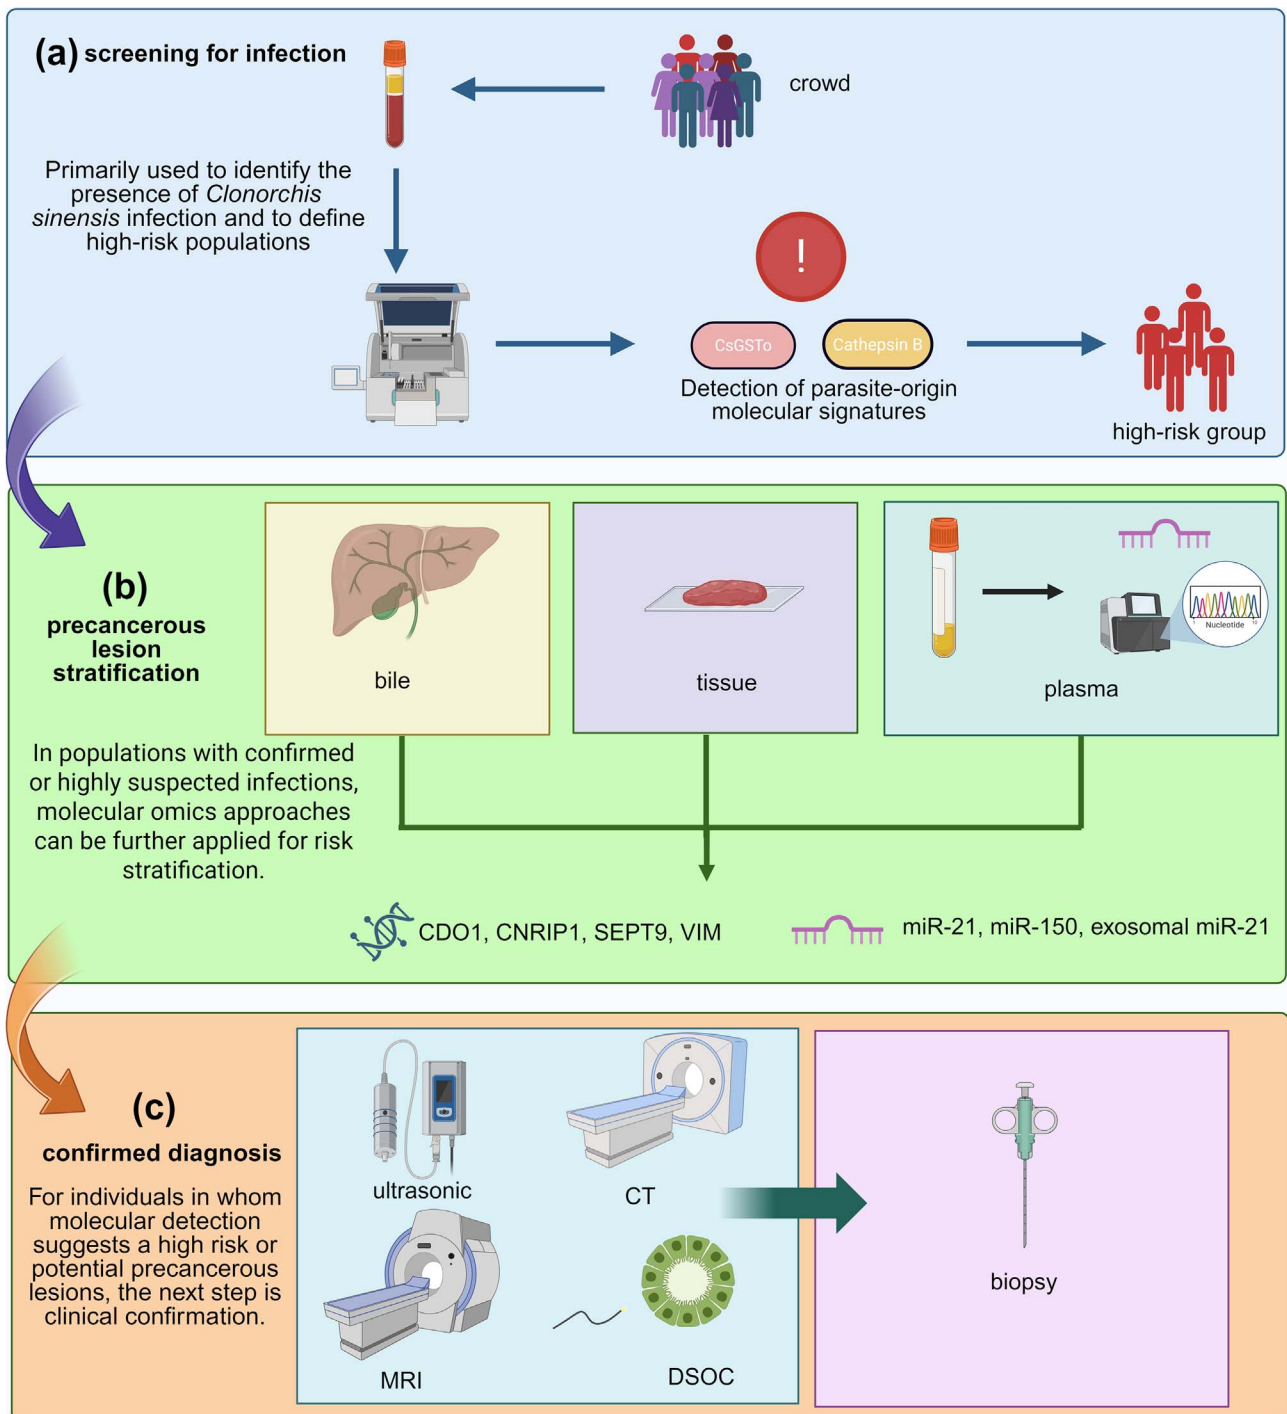 (a) screening for infection
crowd
Primarily used to identify the
presence of Clonorchis
sinensis infection and to define
high-risk populations
!
CsGSTo
Cathepsin B
Detection of parasite-origin
molecular signatures
high-risk group
(b)
precancerous
lesion
stratification
bile
tissue
1
10
Nucleotide
plasma
In populations with confirmed
or highly suspected infections,
molecular omics approaches
can be further applied for risk
stratification.
CDO1, CNRIP1, SEPT9, VIM
miR-21, miR-150, exosomal miR-21
(c)
confirmed diagnosis
For individuals in whom
molecular detection
suggests a high risk or
potential precancerous
lesions, the next step is
clinical confirmation.
ultrasonic
CT
MRI
DSOC
biopsy